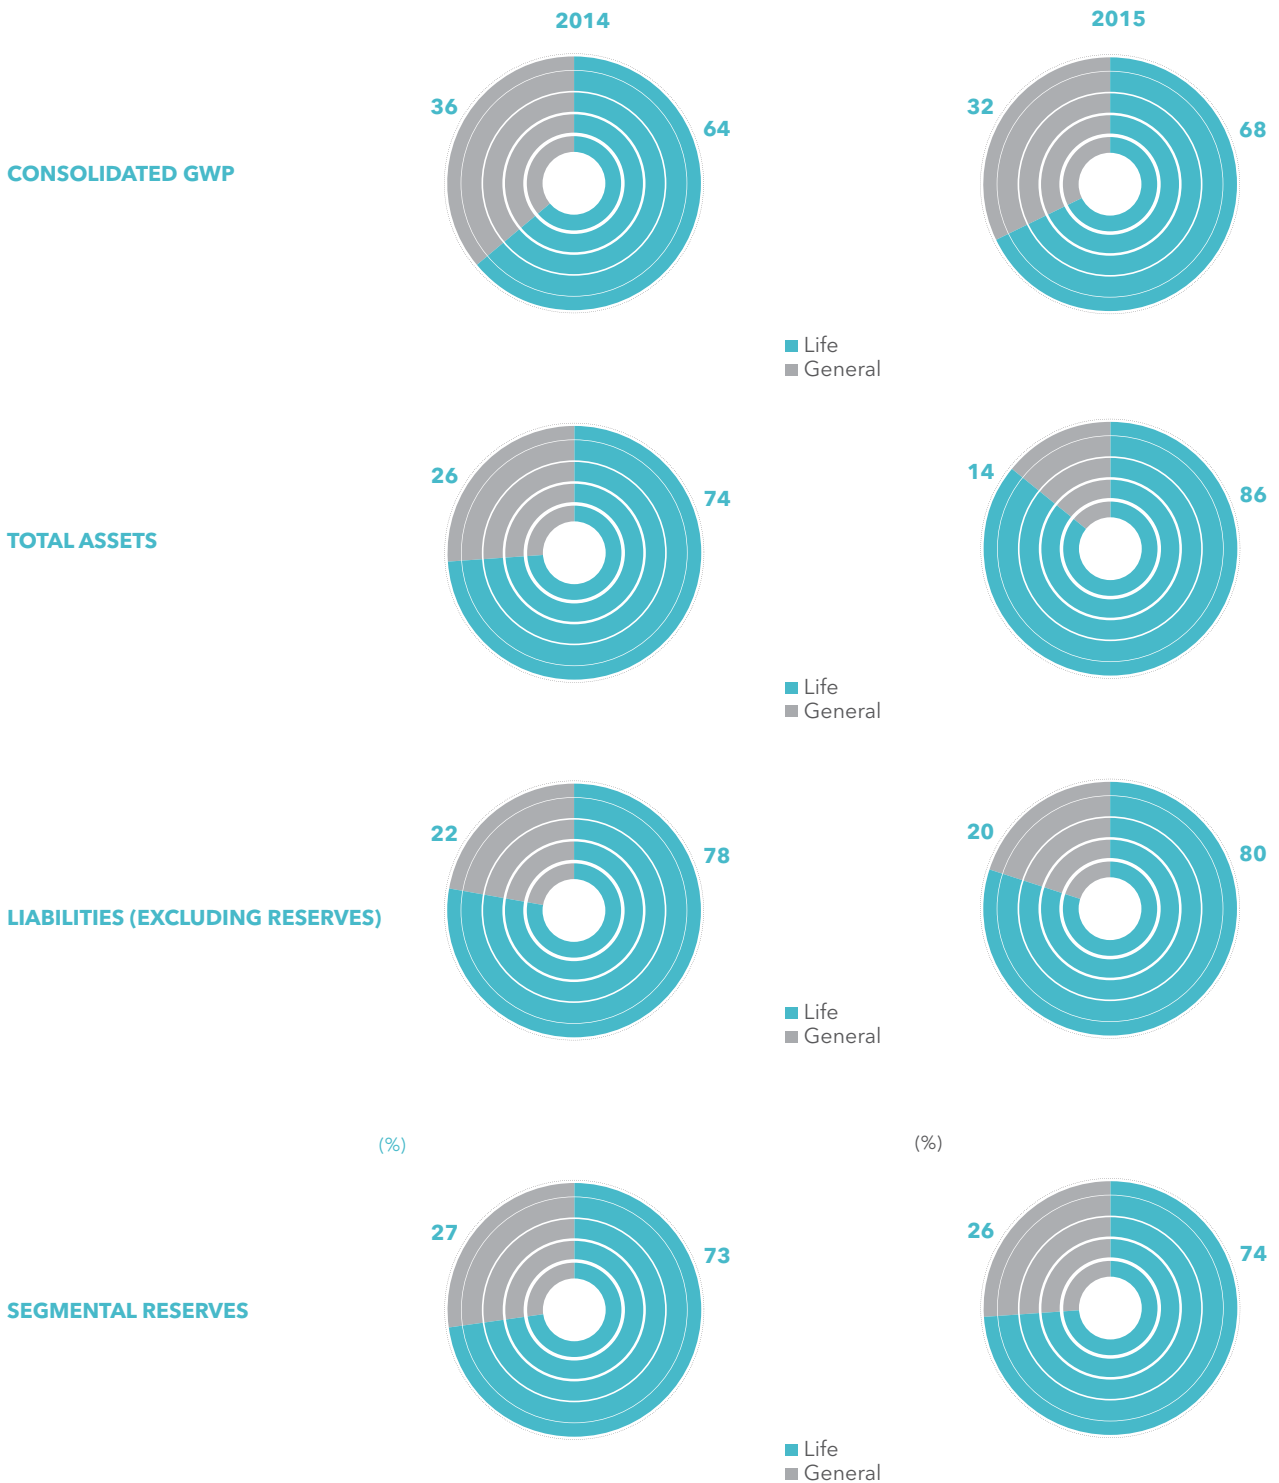 2014
2015
36
64
32
68
CONSOLIDATED GWP
Life
General
26
74
14
86
TOTAL ASSETS
Life
General
22
78
20
80
LIABILITIES (EXCLUDING RESERVES)
Life
General
(%)
(%)
27
73
26
74
SEGMENTAL RESERVES
Life
General